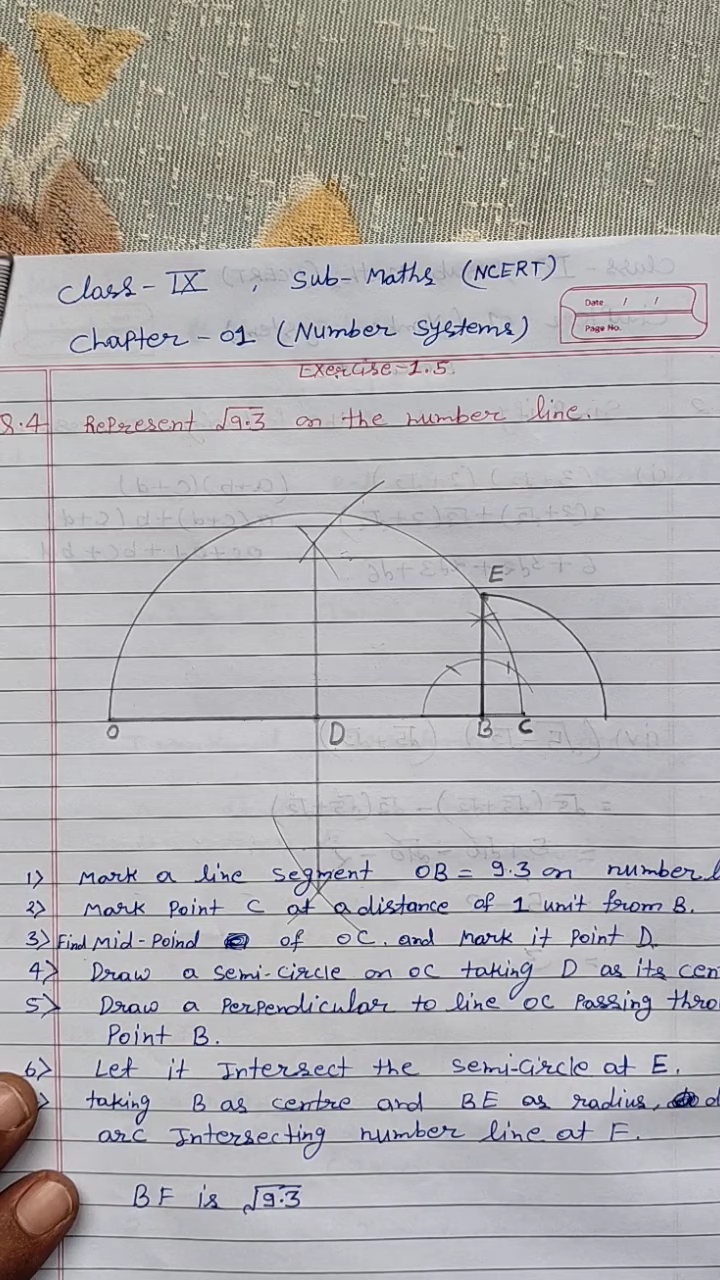 Class - IX , Sub- Maths (NCERT)
Chapter - 01 (Number Systems)
Date / /
Page No.
Exercise-1.5
Q.4 Represent √9.3 on the number line.
E
O D B C
1) Mark a line segment OB = 9.3 on number
2) Mark Point C at a distance of 1 unit from B.
3) Find Mid-Poind of OC. and Mark it Point D.
4) Draw a semi-circle on OC taking D as its
5) Draw a Perpendicular to line OC Passing
Point B.
6) Let it Intersect the semi-circle at E.
taking B as centre and BE as radius,
arc Intersecting number line at F.
BF is √9.3